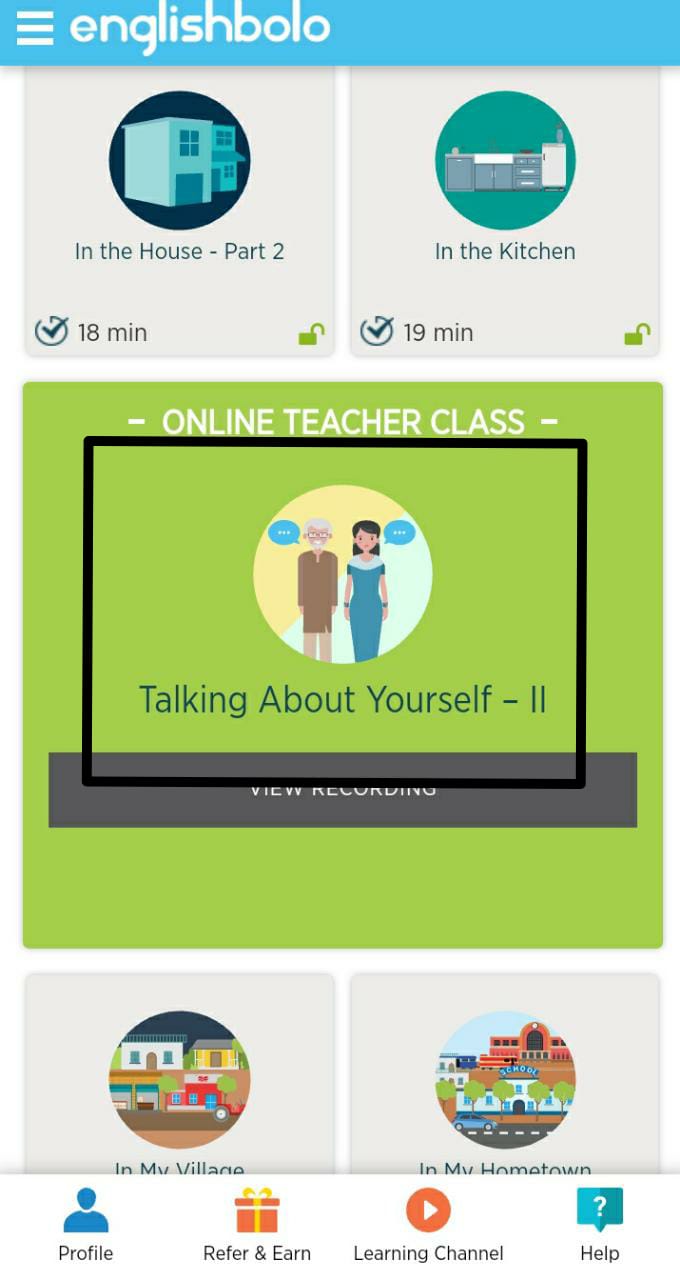 englishbolo
In the House - Part 2
In the Kitchen
18 min
19 min
- ONLINE TEACHER CLASS -
Talking About Yourself – II
VIEW RECORDING
SCHOOL
In My Village
In My Hometown
Profile
Refer & Earn
Learning Channel
Help